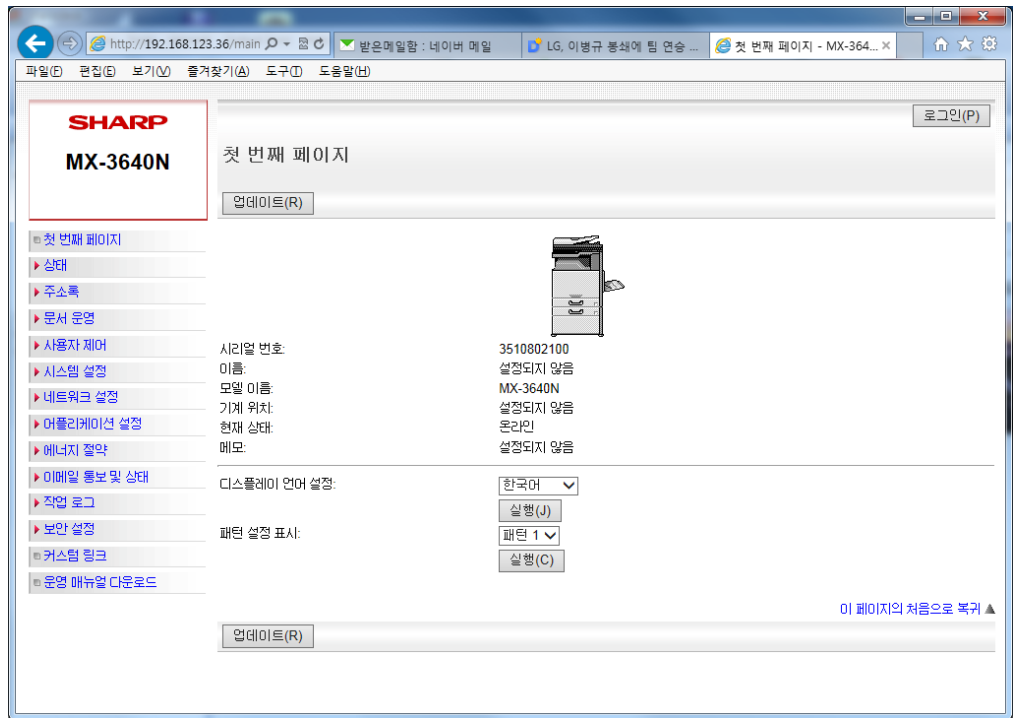 http://192.168.123.36/main
받은메일함 : 네이버 메일
LG, 이병규 봉쇄에 팀 연승 ...
첫 번째 페이지 - MX-364...
파일(F) 편집(E) 보기(V) 즐겨찾기(A) 도구(T) 도움말(H)
SHARP
MX-3640N
로그인(P)
첫 번째 페이지
업데이트(R)
첫 번째 페이지
상태
주소록
문서 운영
사용자 제어
시스템 설정
네트워크 설정
어플리케이션 설정
에너지 절약
이메일 통보 및 상태
작업 로그
보안 설정
커스텀 링크
운영 매뉴얼 다운로드
시리얼 번호: 3510802100
이름: 설정되지 않음
모델 이름: MX-3640N
기계 위치: 설정되지 않음
현재 상태: 온라인
메모: 설정되지 않음
디스플레이 언어 설정: 한국어
실행(J)
패턴 설정 표시: 패턴 1
실행(C)
이 페이지의 처음으로 복귀
업데이트(R)